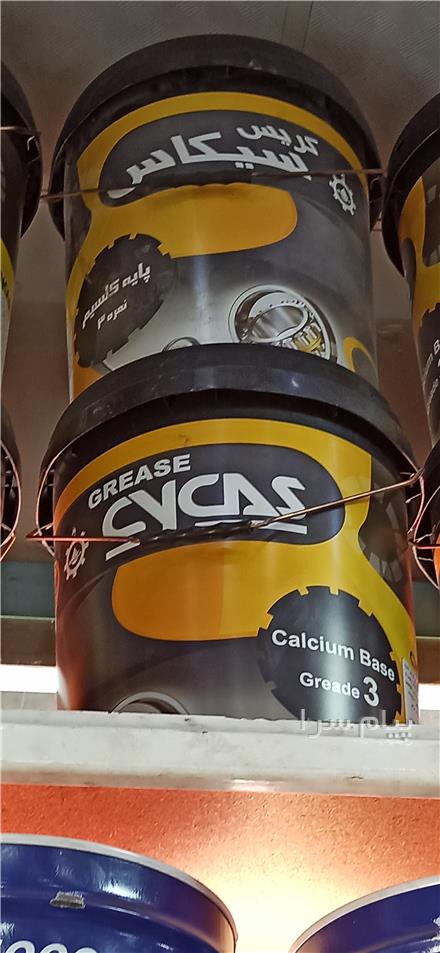 گریس
سیکاس
پایه کلسیم
نمره ۳
GREASE
SYCAS
Calcium Base
Greade 3
پیام سرا